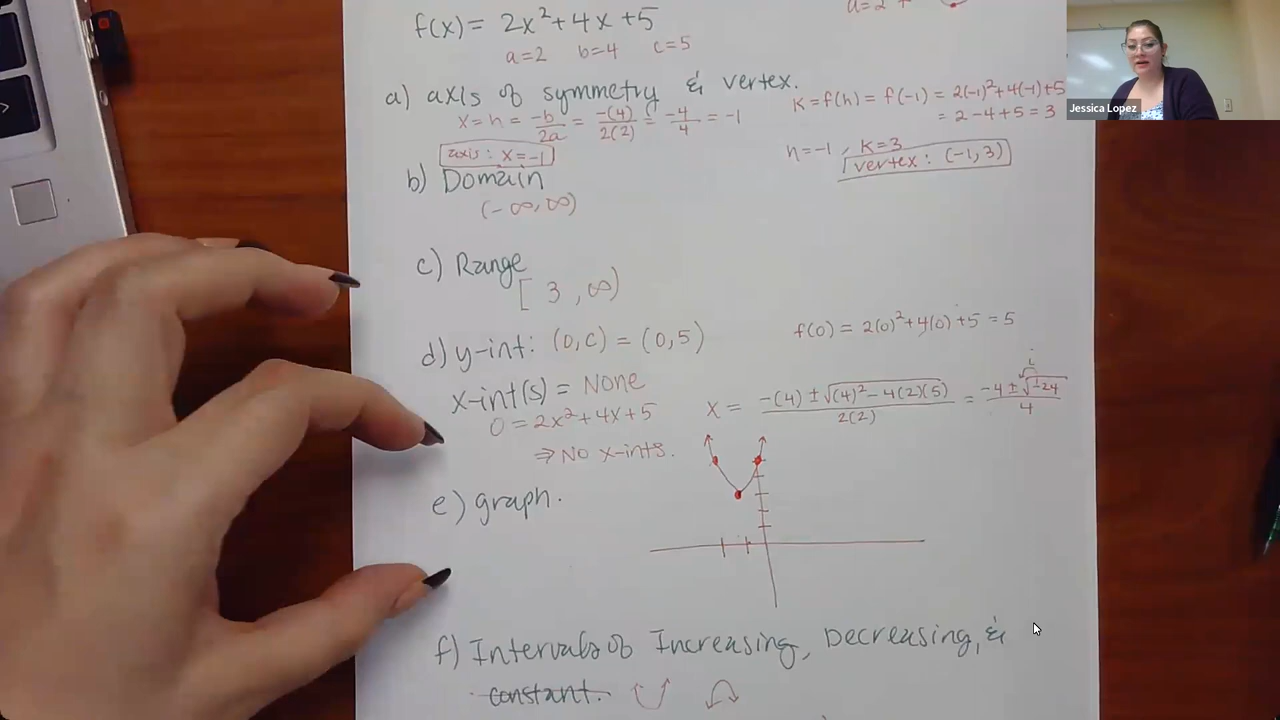 f(x) = 2x²+4x+5
a=2 b=4 c=5
a=2
a) axis of symmetry & vertex.
x=h= -b/2a = -(4)/2(2) = -4/4 = -1
K=f(h) = f(-1) = 2(-1)²+4(-1)+5
= 2-4+5 = 3
axis: x=-1
h=-1, K=3
vertex: (-1,3)
Jessica Lopez
b) Domain
(-∞,∞)
c) Range
[ 3 , ∞)
d) y-int: (0,c) = (0,5)
f(0) = 2(0)²+4(0)+5 = 5
x-int(s) = None
0 = 2x²+4x+5
x = -(4) ± √(4)²-4(2)(5) / 2(2) = -4 ± √-24 / 4
⇒ No x-ints.
e) graph.
f) Intervals of Increasing, Decreasing, &
constant.